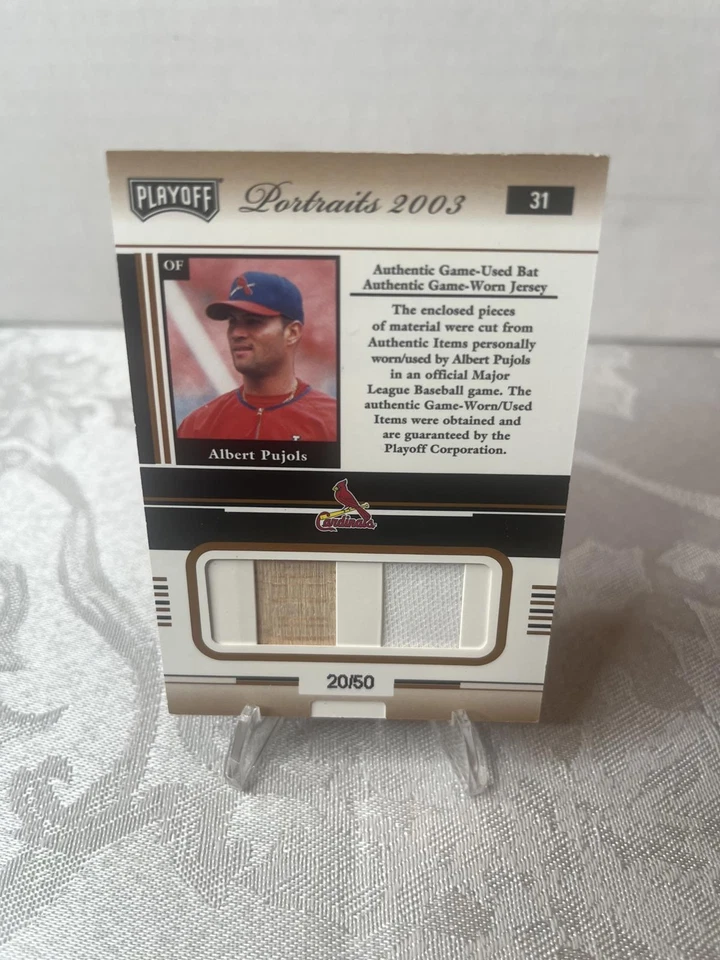 PLAYOFF Portraits 2003 31
OF
Albert Pujols
Authentic Game-Used Bat
Authentic Game-Worn Jersey
The enclosed pieces
of material were cut from
Authentic Items personally
worn/used by Albert Pujols
in an official Major
League Baseball game. The
authentic Game-Worn/Used
Items were obtained and
are guaranteed by the
Playoff Corporation.
Cardinals
20/50